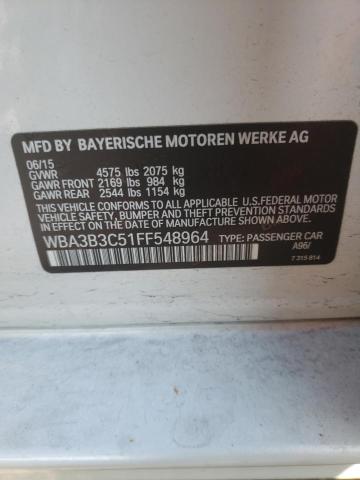 MFD BY BAYERISCHE MOTOREN WERKE AG
06/15
GVWR 4575 lbs 2075 kg
GAWR FRONT 2169 lbs 984 kg
GAWR REAR 2544 lbs 1154 kg
THIS VEHICLE CONFORMS TO ALL APPLICABLE U.S. FEDERAL MOTOR
VEHICLE SAFETY, BUMPER AND THEFT PREVENTION STANDARDS
IN EFFECT ON THE DATE OF MANUFACTURE SHOWN ABOVE.
WBA3B3C51FF548964 TYPE: PASSENGER CAR
A96/
7 315 814